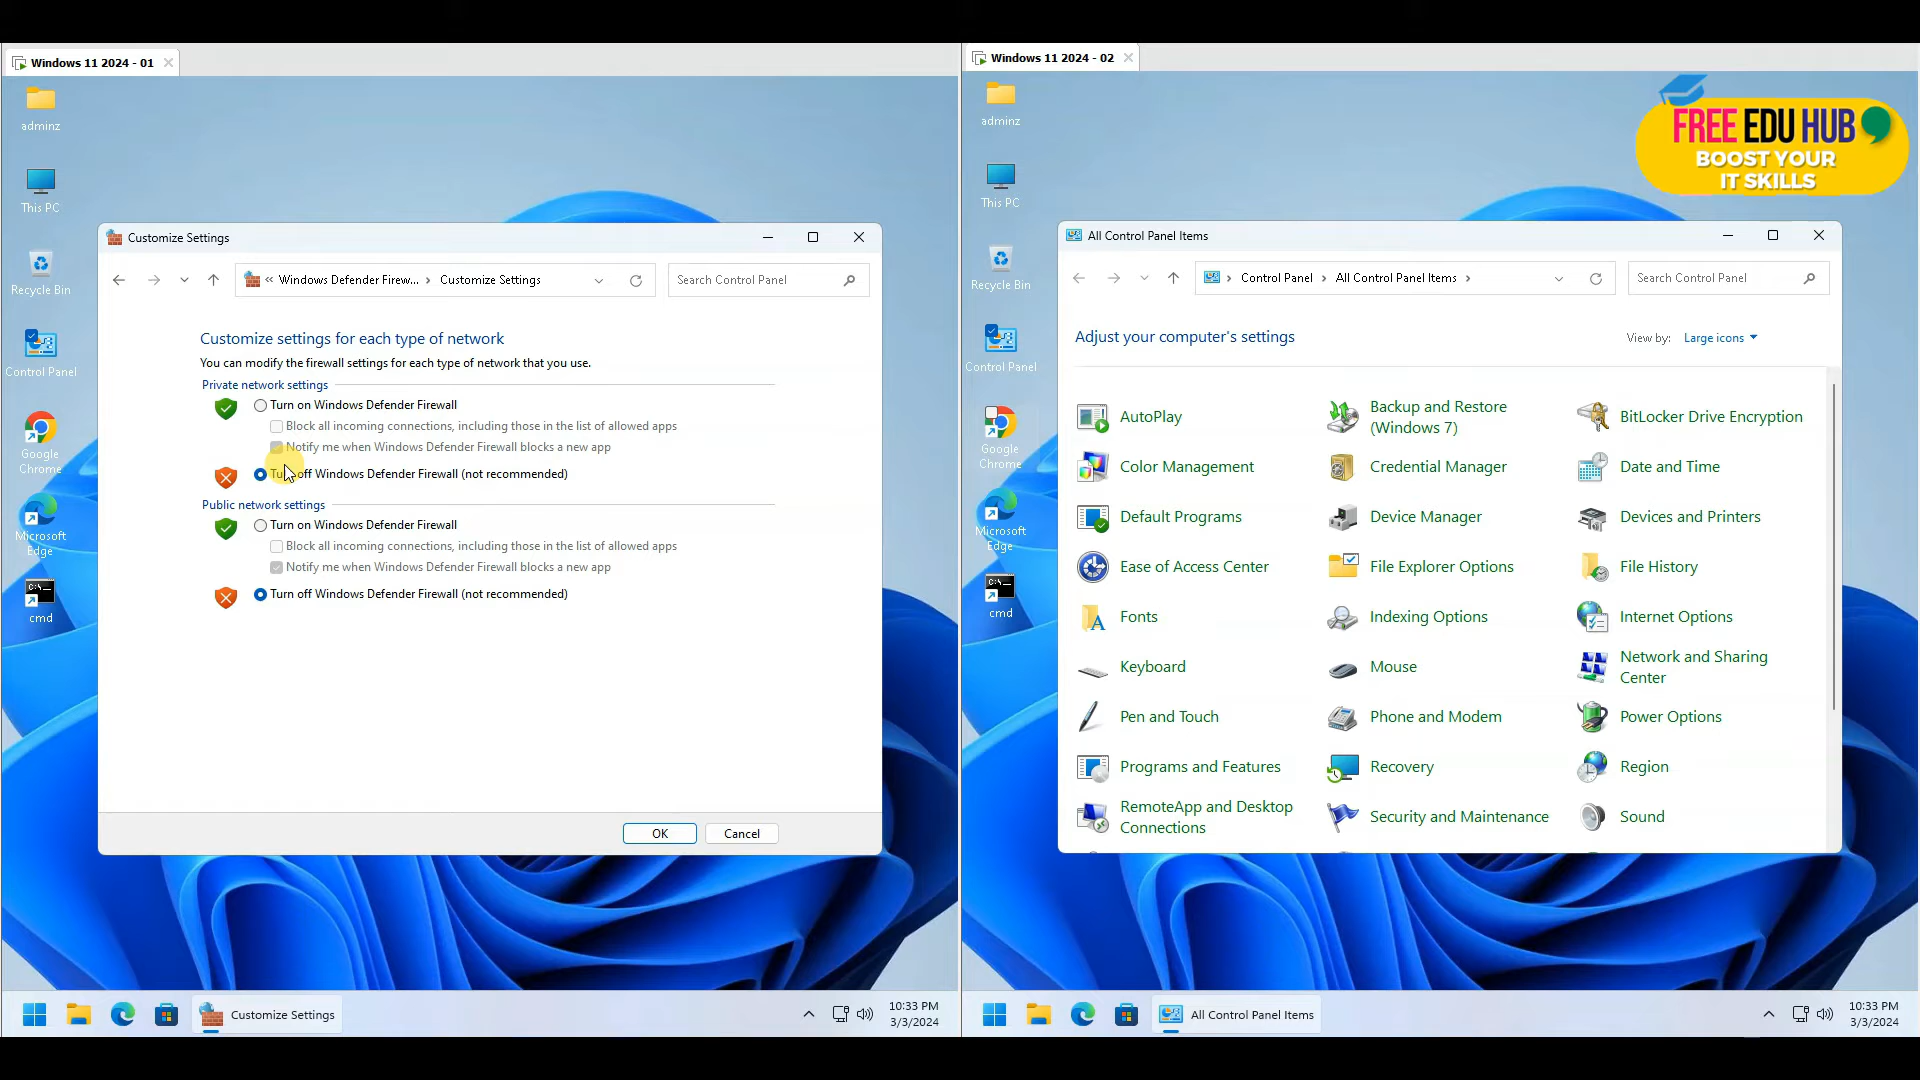 Windows 11 2024 - 01
adminz
This PC
Recycle Bin
Control Panel
Google
Chrome
Microsoft
Edge
cmd
Customize Settings
« Windows Defender Firew... › Customize Settings
Search Control Panel
Customize settings for each type of network
You can modify the firewall settings for each type of network that you use.
Private network settings
Turn on Windows Defender Firewall
Block all incoming connections, including those in the list of allowed apps
Notify me when Windows Defender Firewall blocks a new app
off Windows Defender Firewall (not recommended)
Public network settings
Turn on Windows Defender Firewall
Block all incoming connections, including those in the list of allowed apps
Notify me when Windows Defender Firewall blocks a new app
Turn off Windows Defender Firewall (not recommended)
OK
Cancel
Customize Settings
10:33 PM
3/3/2024
Windows 11 2024 - 02
adminz
This PC
Recycle Bin
Control Panel
Google
Chrome
Microsoft
Edge
cmd
FREE EDU HUB
BOOST YOUR
IT SKILLS
All Control Panel Items
› Control Panel › All Control Panel Items ›
Search Control Panel
Adjust your computer's settings
View by: Large icons
AutoPlay
Backup and Restore
(Windows 7)
BitLocker Drive Encryption
Color Management
Credential Manager
Date and Time
Default Programs
Device Manager
Devices and Printers
Ease of Access Center
File Explorer Options
File History
Fonts
Indexing Options
Internet Options
Keyboard
Mouse
Network and Sharing
Center
Pen and Touch
Phone and Modem
Power Options
Programs and Features
Recovery
Region
RemoteApp and Desktop
Connections
Security and Maintenance
Sound
All Control Panel Items
10:33 PM
3/3/2024